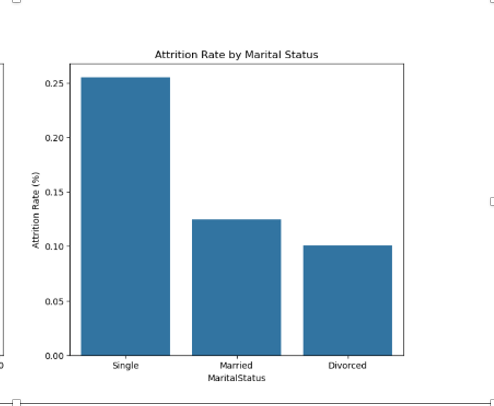 Attrition Rate by Marital Status
0.25
0.20
0.15
0.10
0.05
0.00
Attrition Rate (%)
0
Single Married Divorced
MaritalStatus